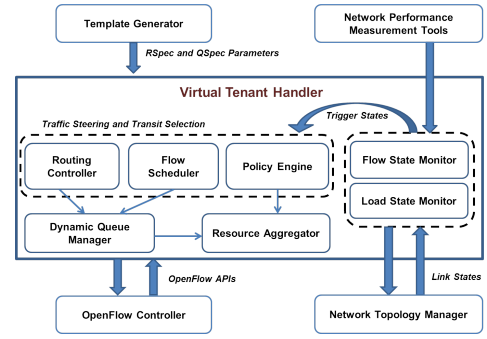 Template Generator
Network Performance
Measurement Tools
RSpec and QSpec Parameters
Virtual Tenant Handler
Traffic Steering and Transit Selection
Trigger States
Routing
Controller
Flow
Scheduler
Policy Engine
Flow State Monitor
Load State Monitor
Dynamic Queue
Manager
Resource Aggregator
OpenFlow APIs
Link States
OpenFlow Controller
Network Topology Manager